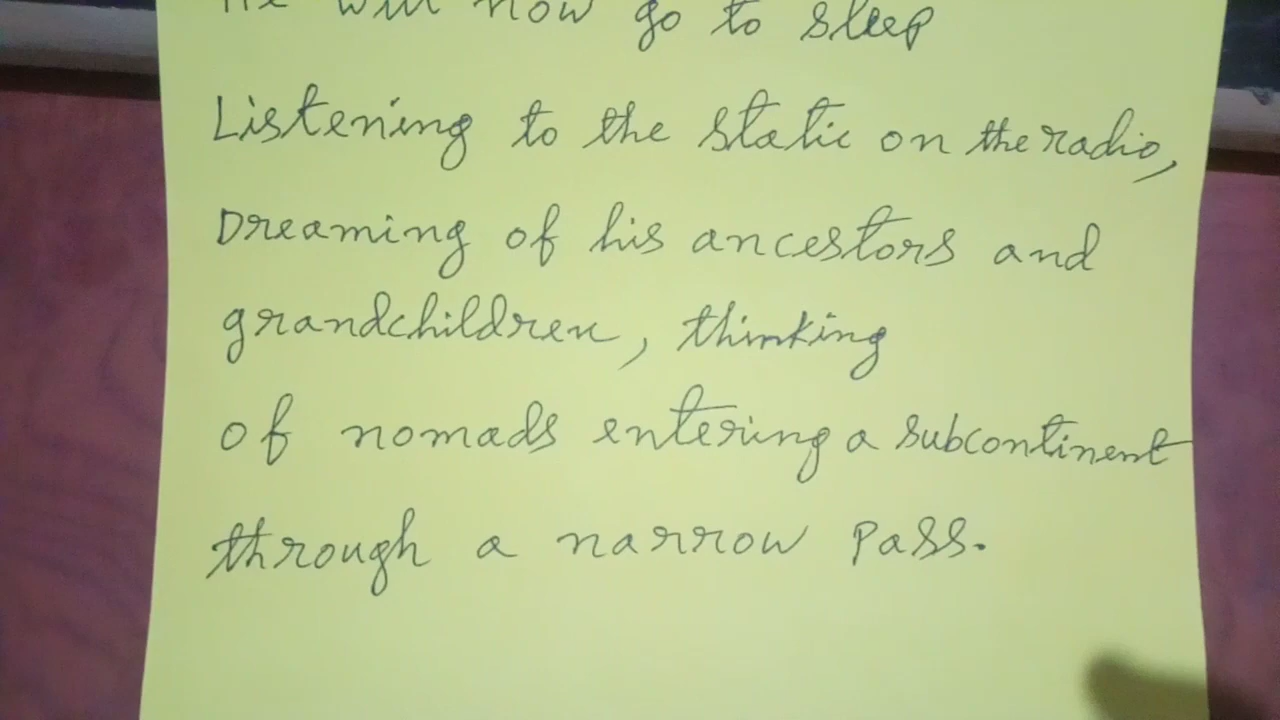 He will now go to sleep
Listening to the static on the radio,
Dreaming of his ancestors and
grandchildren, thinking
of nomads entering a subcontinent
through a narrow pass.